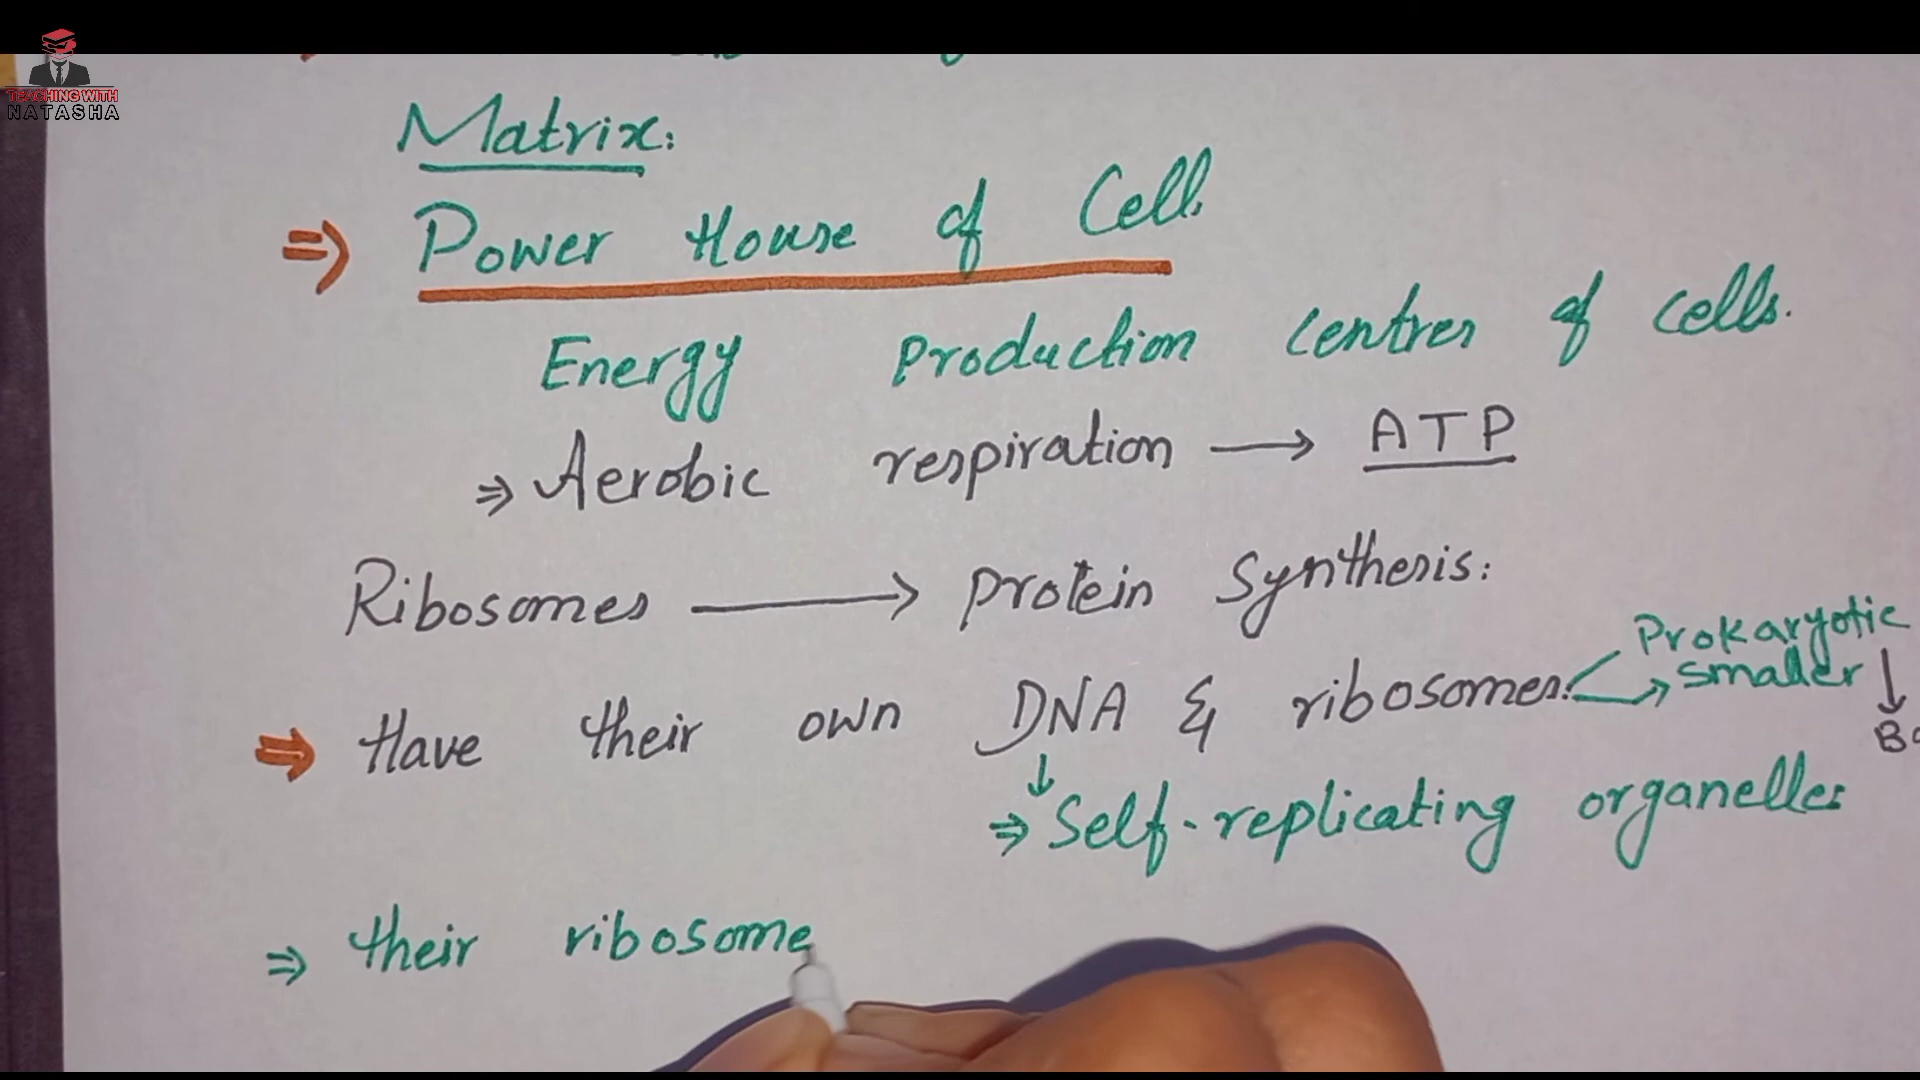 TEACHING WITH
NATASHA
Matrix:
⇒ Power House of Cell.
Energy Production centres of cells.
⇒ Aerobic respiration → ATP
Ribosomes → Protein Synthesis:
Prokaryotic
smaller
⇒ Have their own DNA & ribosomes.
⇒ Self-replicating organelles
⇒ their ribosome